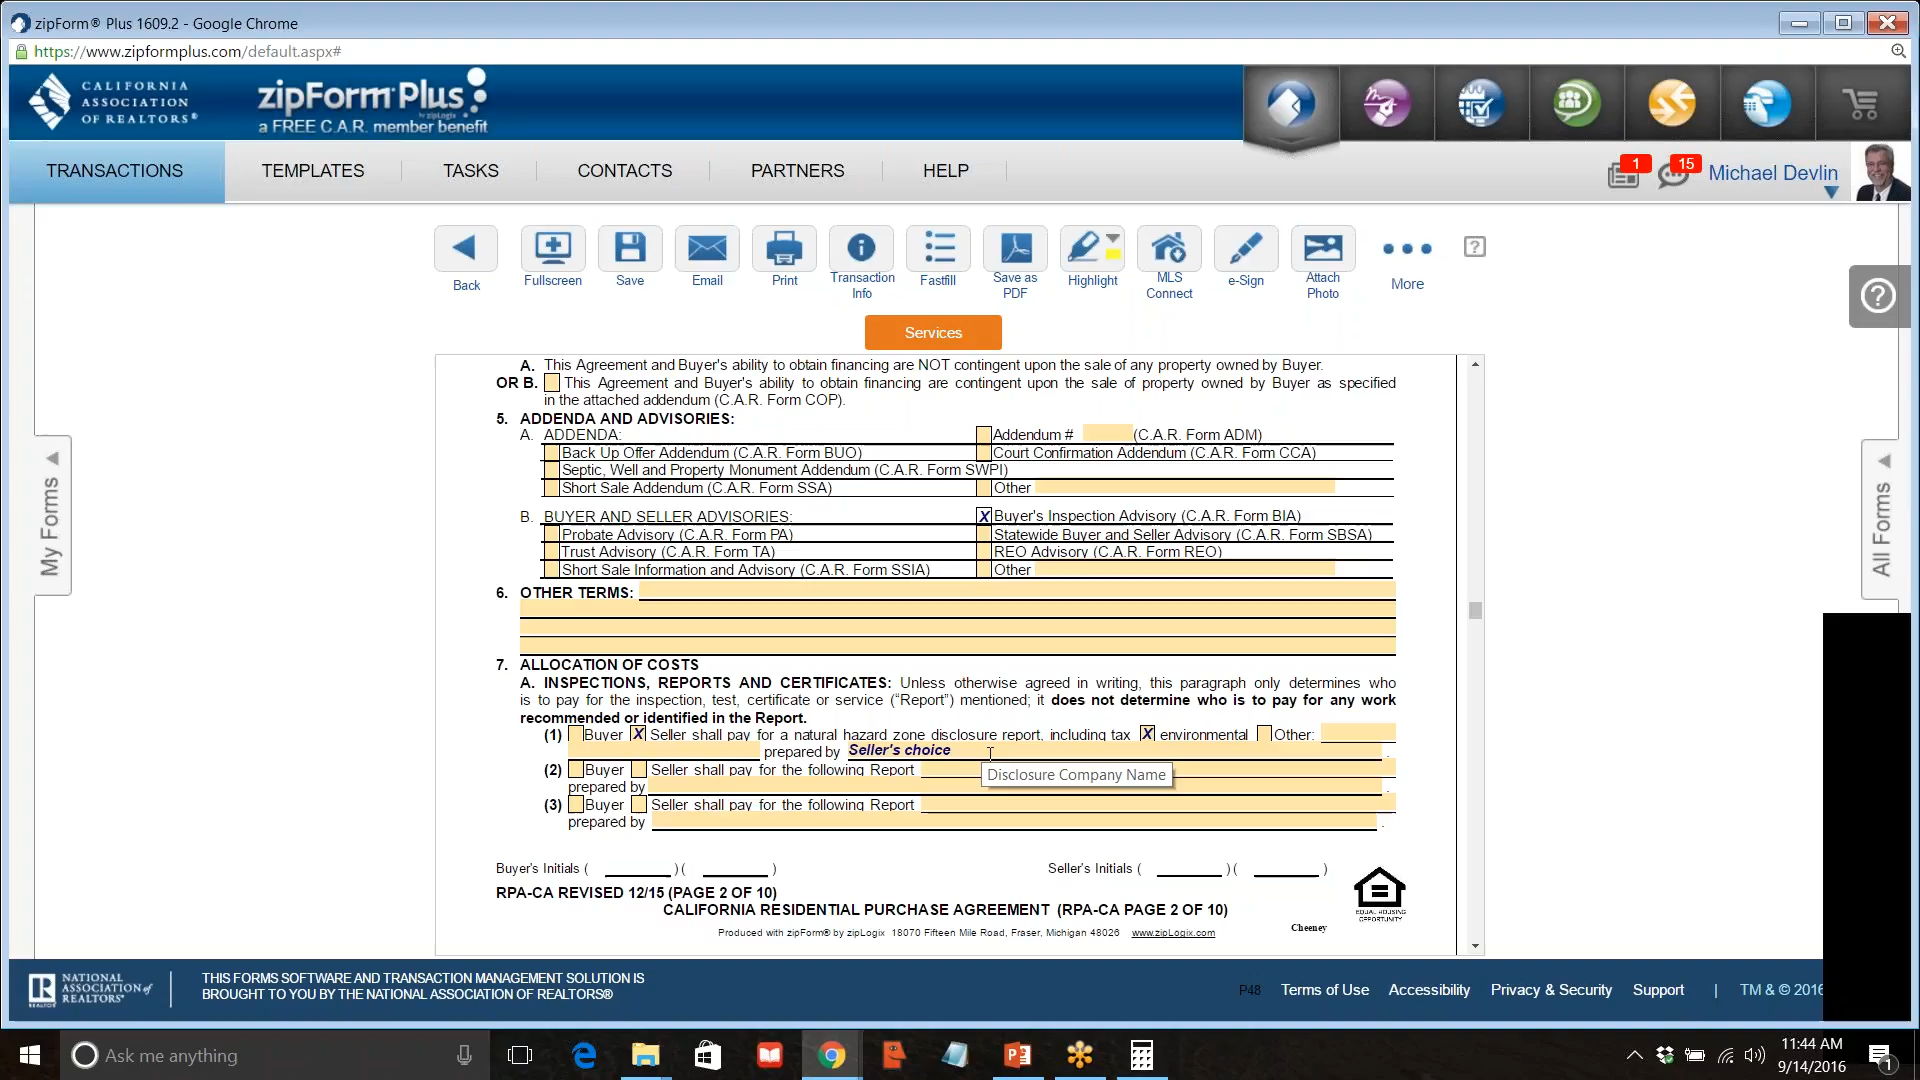 zipForm® Plus 1609.2 - Google Chrome
https://www.zipformplus.com/default.aspx#
CALIFORNIA
ASSOCIATION
OF REALTORS®
zipForm® Plus
by zipLogix
a FREE C.A.R. member benefit
TRANSACTIONS TEMPLATES TASKS CONTACTS PARTNERS HELP
1 15 Michael Devlin
Back Fullscreen Save Email Print Transaction Info Fastfill Save as PDF Highlight MLS Connect e-Sign Attach Photo More
Services
My Forms
All Forms
A. This Agreement and Buyer's ability to obtain financing are NOT contingent upon the sale of any property owned by Buyer.
OR B. This Agreement and Buyer's ability to obtain financing are contingent upon the sale of property owned by Buyer as specified
in the attached addendum (C.A.R. Form COP).
5. ADDENDA AND ADVISORIES:
A. ADDENDA: Addendum # (C.A.R. Form ADM)
Back Up Offer Addendum (C.A.R. Form BUO) Court Confirmation Addendum (C.A.R. Form CCA)
Septic, Well and Property Monument Addendum (C.A.R. Form SWPI)
Short Sale Addendum (C.A.R. Form SSA) Other
B. BUYER AND SELLER ADVISORIES: X Buyer's Inspection Advisory (C.A.R. Form BIA)
Probate Advisory (C.A.R. Form PA) Statewide Buyer and Seller Advisory (C.A.R. Form SBSA)
Trust Advisory (C.A.R. Form TA) REO Advisory (C.A.R. Form REO)
Short Sale Information and Advisory (C.A.R. Form SSIA) Other
6. OTHER TERMS:
7. ALLOCATION OF COSTS
A. INSPECTIONS, REPORTS AND CERTIFICATES: Unless otherwise agreed in writing, this paragraph only determines who
is to pay for the inspection, test, certificate or service ("Report") mentioned; it does not determine who is to pay for any work
recommended or identified in the Report.
(1) Buyer X Seller shall pay for a natural hazard zone disclosure report, including tax X environmental Other:
prepared by Seller's choice .
(2) Buyer Seller shall pay for the following Report
Disclosure Company Name
prepared by .
(3) Buyer Seller shall pay for the following Report
prepared by .
Buyer's Initials ( )( ) Seller's Initials ( )( )
RPA-CA REVISED 12/15 (PAGE 2 OF 10)
CALIFORNIA RESIDENTIAL PURCHASE AGREEMENT (RPA-CA PAGE 2 OF 10)
EQUAL HOUSING
OPPORTUNITY
Produced with zipForm® by zipLogix 18070 Fifteen Mile Road, Fraser, Michigan 48026 www.zipLogix.com Cheeney
NATIONAL
ASSOCIATION of
REALTORS®
THIS FORMS SOFTWARE AND TRANSACTION MANAGEMENT SOLUTION IS
BROUGHT TO YOU BY THE NATIONAL ASSOCIATION OF REALTORS®
P48 Terms of Use Accessibility Privacy & Security Support | TM & © 2016
Ask me anything
11:44 AM
9/14/2016
1